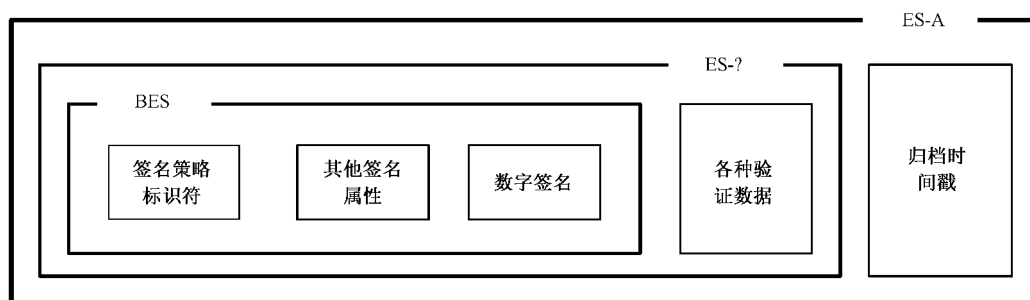 ES-A
ES-?
BES
签名策略
标识符
其他签名
属性
数字签名
各种验
证数据
归档时
间戳